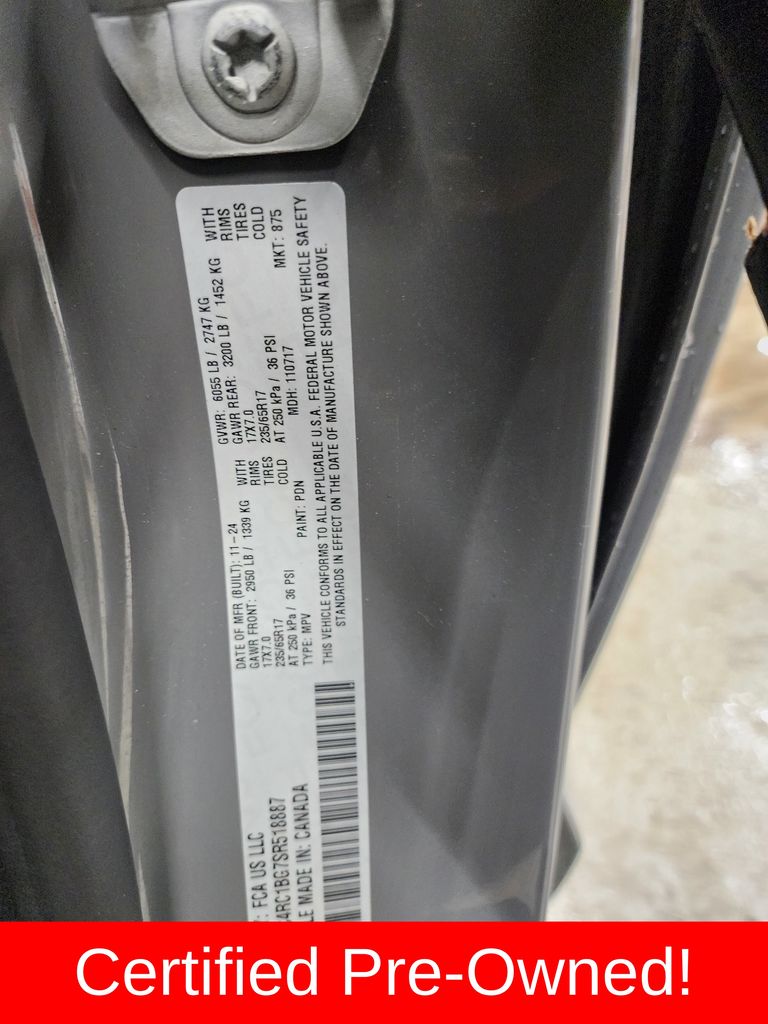 : FCA US LLC
C4RC1BG7SR518887
LE MADE IN: CANADA
DATE OF MFR (BUILT): 11-24
GAWR FRONT: 2950 LB / 1339 KG WITH
17X7.0 RIMS
235/65R17 TIRES
AT 250 kPa / 36 PSI COLD
TYPE: MPV PAINT: PDN
GVWR: 6055 LB / 2747 KG
GAWR REAR: 3200 LB / 1452 KG WITH
17X7.0 RIMS
235/65R17 TIRES
AT 250 kPa / 36 PSI COLD
MDH: 110717 MKT: 875
THIS VEHICLE CONFORMS TO ALL APPLICABLE U.S.A. FEDERAL MOTOR VEHICLE SAFETY
STANDARDS IN EFFECT ON THE DATE OF MANUFACTURE SHOWN ABOVE.
Certified Pre-Owned!